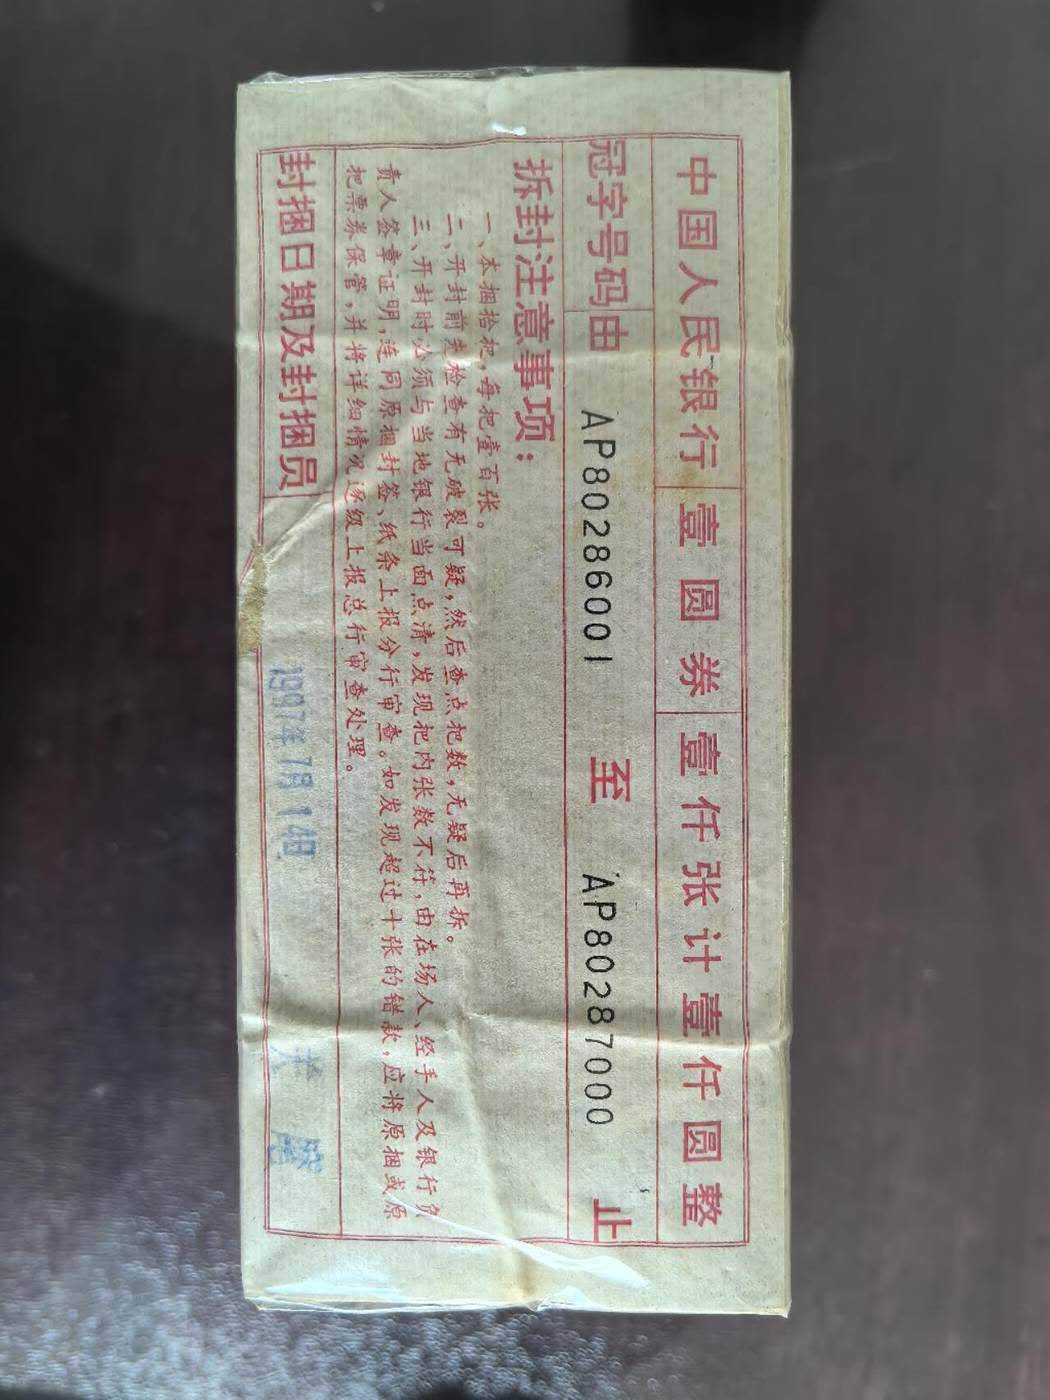 中国人民银行 壹圆券 壹仟张计壹仟圆整
冠字号码由 AP80286001 至 AP80287000 止
拆封注意事项：
一、本捆拾把，每把壹百张。
二、开封前先检查有无破裂可疑，然后查点把数，无疑后再拆。
三、开封时必须与当地银行当面点清，发现把内张数不符，由在场人、经手人及银行负
责人签章证明，连同原捆封签、纸条上报分行审查。如发现超过十张的错款，应将原捆或原
把票券保管，并将详细情况逐级上报总行审查处理。
封捆日期及封捆员 1997年7月14日